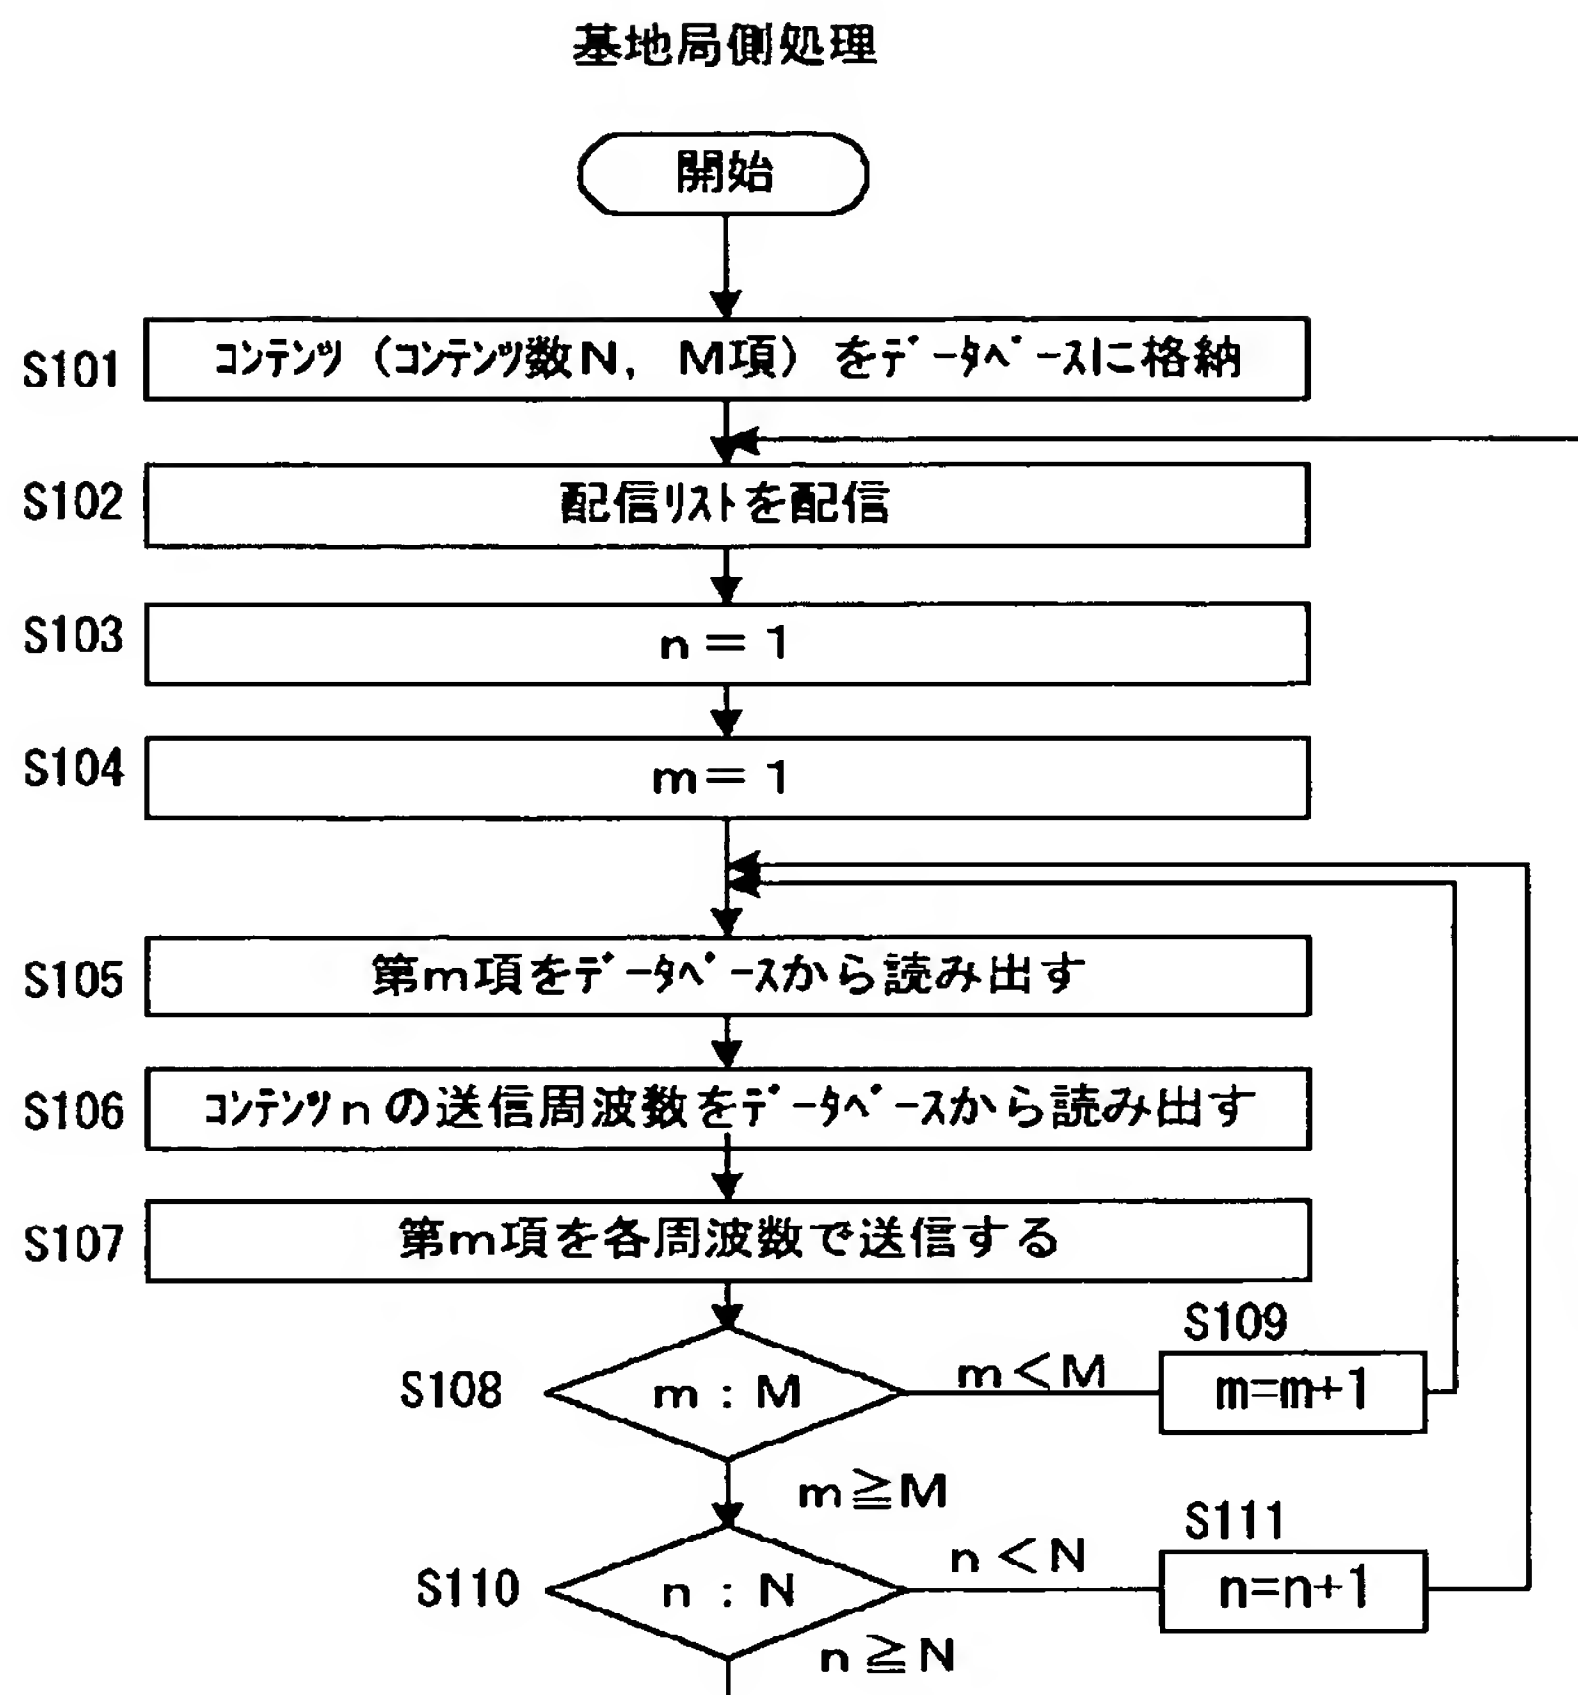 基地局側処理
開始
S101
コンテンツ（コンテンツ数N，M項）をデータベースに格納
S102
配信リストを配信
S103
n＝1
S104
m＝1
S105
第m項をデータベースから読み出す
S106
コンテンツnの送信周波数をデータベースから読み出す
S107
第m項を各周波数で送信する
S108
m：M
m＜M
S109
m=m+1
m≧M
S110
n：N
n＜N
S111
n=n+1
n≧N